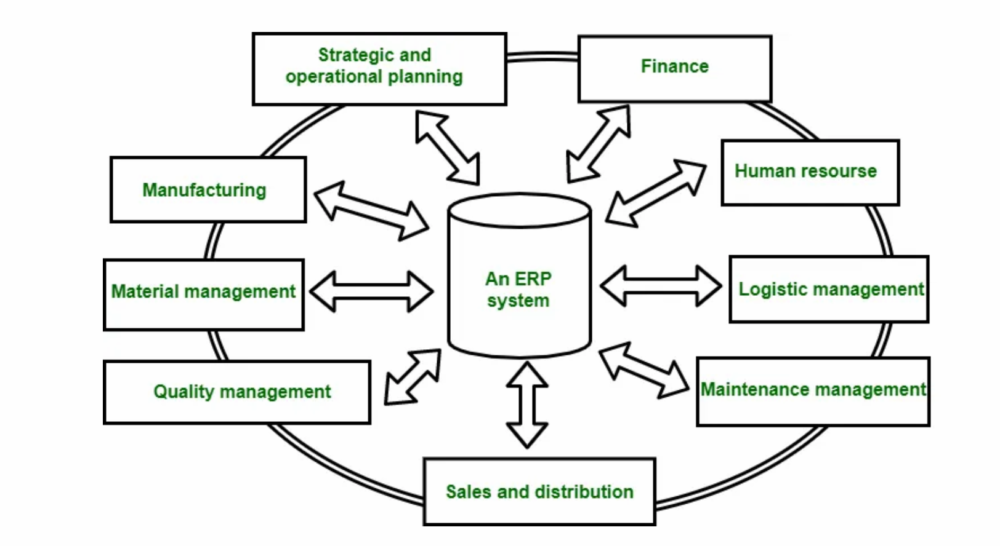 Strategic and
operational planning
Finance
Human resourse
Manufacturing
An ERP
system
Material management
Logistic management
Quality management
Maintenance management
Sales and distribution